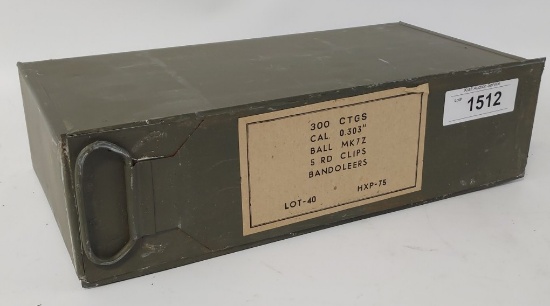 300 CTGS
CAL 0.303"
BALL MK7Z
5 RD CLIPS
BANDOLEERS
LOT-40 HXP-75
1512